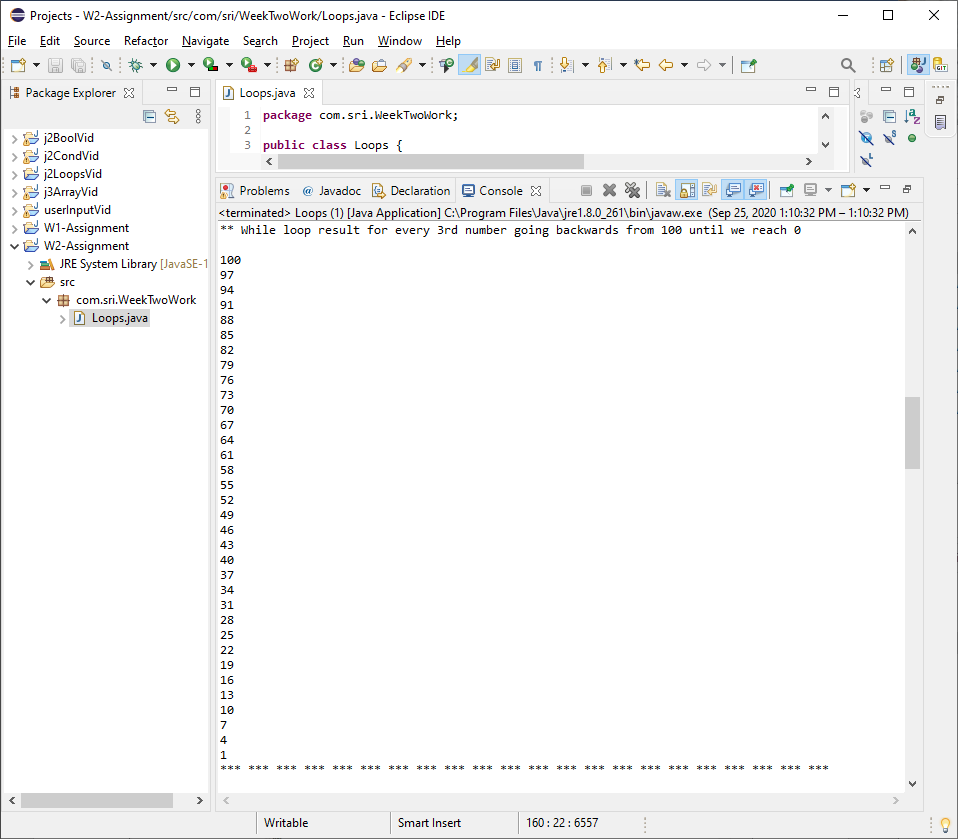 Projects - W2-Assignment/src/com/sri/WeekTwoWork/Loops.java - Eclipse IDE
File Edit Source Refactor Navigate Search Project Run Window Help
Package Explorer
j2BoolVid
j2CondVid
j2LoopsVid
j3ArrayVid
userInputVid
W1-Assignment
W2-Assignment
JRE System Library [JavaSE-1
src
com.sri.WeekTwoWork
Loops.java
Loops.java
1 package com.sri.WeekTwoWork;
2
3 public class Loops {
Problems @ Javadoc Declaration Console
<terminated> Loops (1) [Java Application] C:\Program Files\Java\jre1.8.0_261\bin\javaw.exe (Sep 25, 2020 1:10:32 PM – 1:10:32 PM)
** While loop result for every 3rd number going backwards from 100 until we reach 0
100
97
94
91
88
85
82
79
76
73
70
67
64
61
58
55
52
49
46
43
40
37
34
31
28
25
22
19
16
13
10
7
4
1
*** *** *** *** *** *** *** *** *** *** *** *** *** *** *** *** *** *** *** *** *** ***
Writable Smart Insert 160 : 22 : 6557